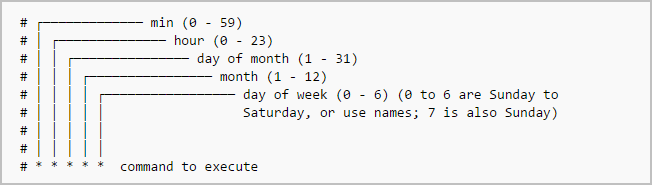 # ┌───────────── min (0 - 59)
# │ ┌────────────── hour (0 - 23)
# │ │ ┌─────────────── day of month (1 - 31)
# │ │ │ ┌──────────────── month (1 - 12)
# │ │ │ │ ┌───────────────── day of week (0 - 6) (0 to 6 are Sunday to
# │ │ │ │ │                  Saturday, or use names; 7 is also Sunday)
# │ │ │ │ │
# │ │ │ │ │
# * * * * *  command to execute